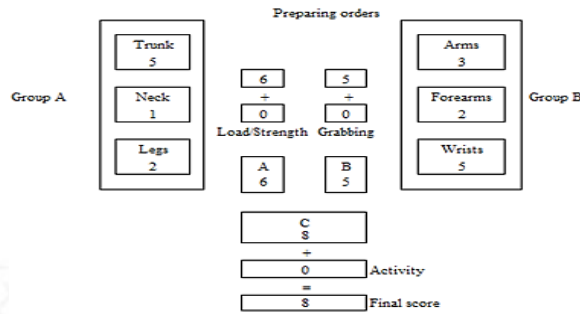 Preparing orders
Group A
Trunk
5
Neck
1
Legs
2
6
+
0
Load/Strength
A
6
5
+
0
Grabbing
B
5
Arms
3
Forearms
2
Wrists
5
Group B
C
8
+
0 Activity
=
8 Final score